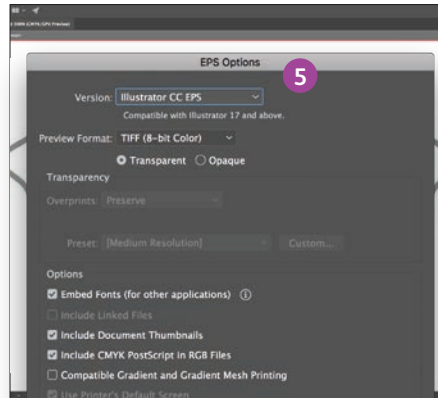 EPS Options
5
Version: Illustrator CC EPS
Compatible with Illustrator 17 and above.
Preview Format: TIFF (8-bit Color)
Transparent Opaque
Transparency
Overprints: Preserve
Preset: [Medium Resolution] Custom...
Options
Embed Fonts (for other applications)
Include Linked Files
Include Document Thumbnails
Include CMYK PostScript in RGB Files
Compatible Gradient and Gradient Mesh Printing
Use Printer's Default Screen